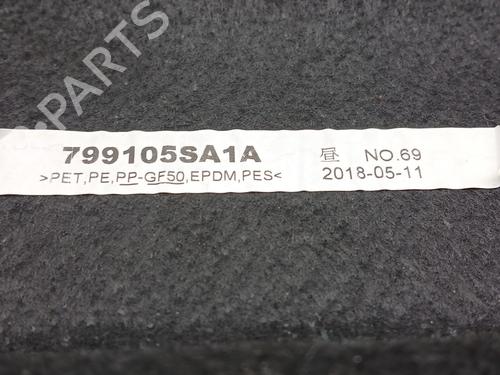 799105SA1A 昼 NO.69
>PET,PE,PP-GF50,EPDM,PES< 2018-05-11
B-PARTS